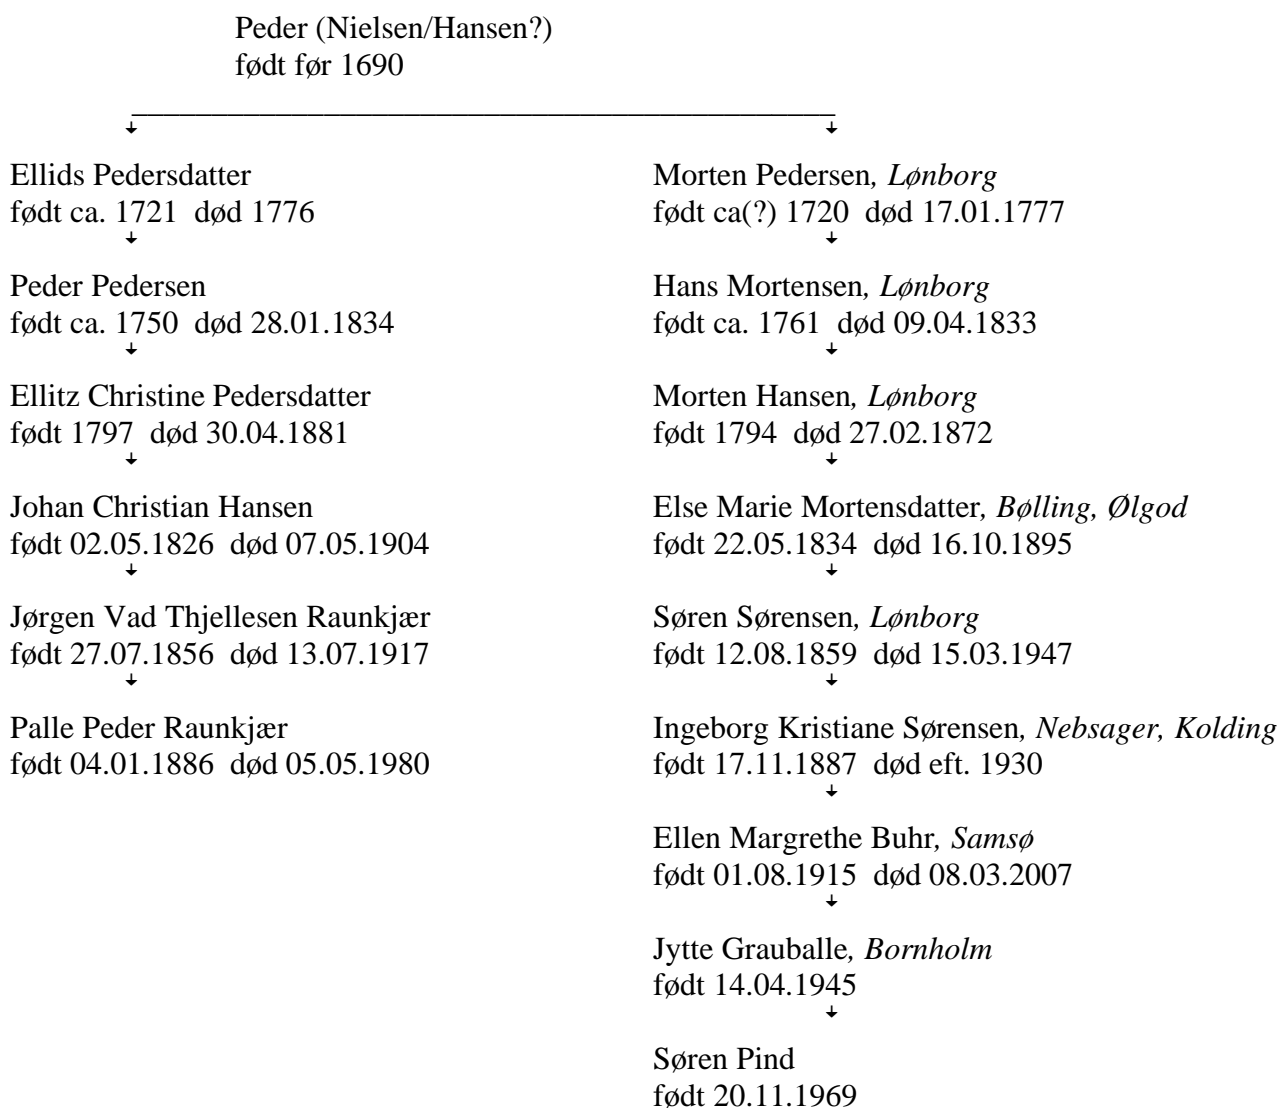 Peder (Nielsen/Hansen?)
født før 1690
Ellids Pedersdatter
født ca. 1721 død 1776
Peder Pedersen
født ca. 1750 død 28.01.1834
Ellitz Christine Pedersdatter
født 1797 død 30.04.1881
Johan Christian Hansen
født 02.05.1826 død 07.05.1904
Jørgen Vad Thjellesen Raunkjær
født 27.07.1856 død 13.07.1917
Palle Peder Raunkjær
født 04.01.1886 død 05.05.1980
Morten Pedersen, Lønborg
født ca(?) 1720 død 17.01.1777
Hans Mortensen, Lønborg
født ca. 1761 død 09.04.1833
Morten Hansen, Lønborg
født 1794 død 27.02.1872
Else Marie Mortensdatter, Bølling, Ølgod
født 22.05.1834 død 16.10.1895
Søren Sørensen, Lønborg
født 12.08.1859 død 15.03.1947
Ingeborg Kristiane Sørensen, Nebsager, Kolding
født 17.11.1887 død eft. 1930
Ellen Margrethe Buhr, Samsø
født 01.08.1915 død 08.03.2007
Jytte Grauballe, Bornholm
født 14.04.1945
Søren Pind
født 20.11.1969